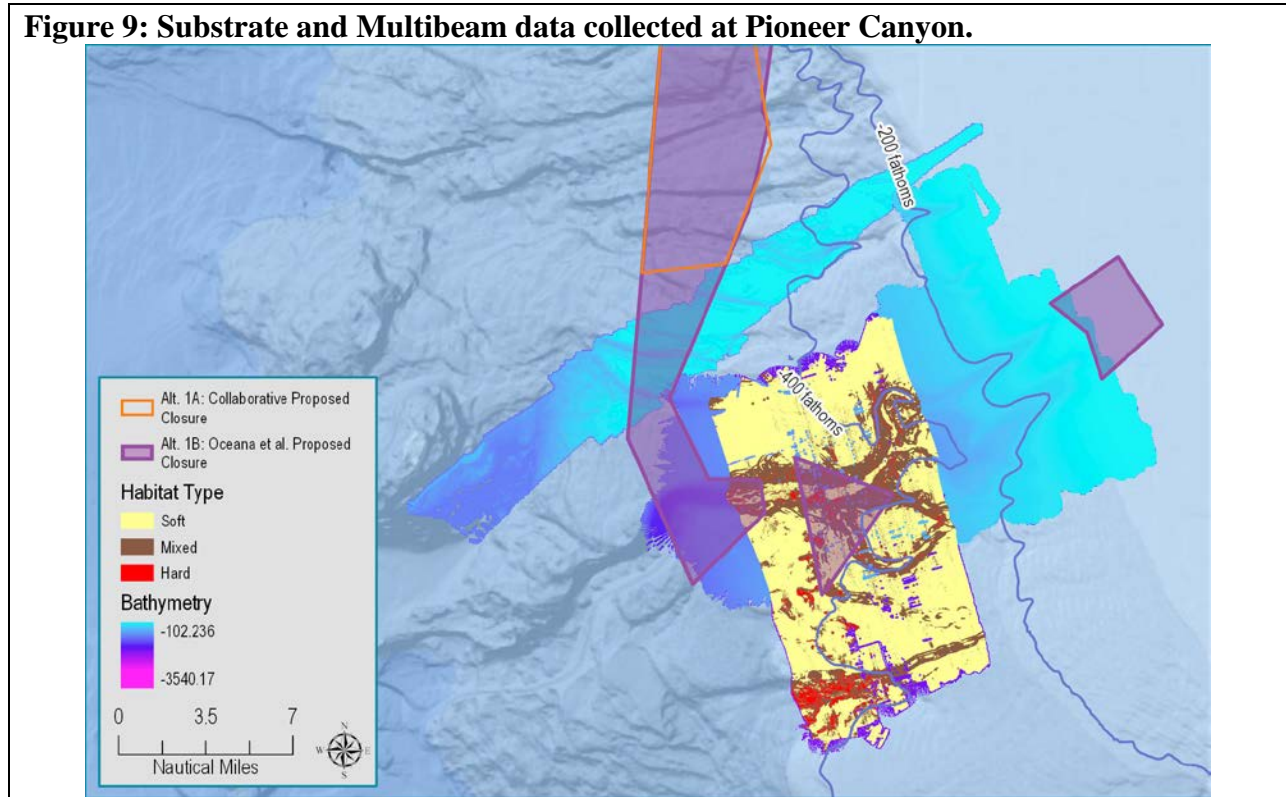 Figure 9: Substrate and Multibeam data collected at Pioneer Canyon.
-200 fathoms
-400 fathoms
Alt. 1A: Collaborative Proposed
Closure
Alt. 1B: Oceana et al. Proposed
Closure
Habitat Type
Soft
Mixed
Hard
Bathymetry
-102.236
-3540.17
0 3.5 7
Nautical Miles
N
W E
S